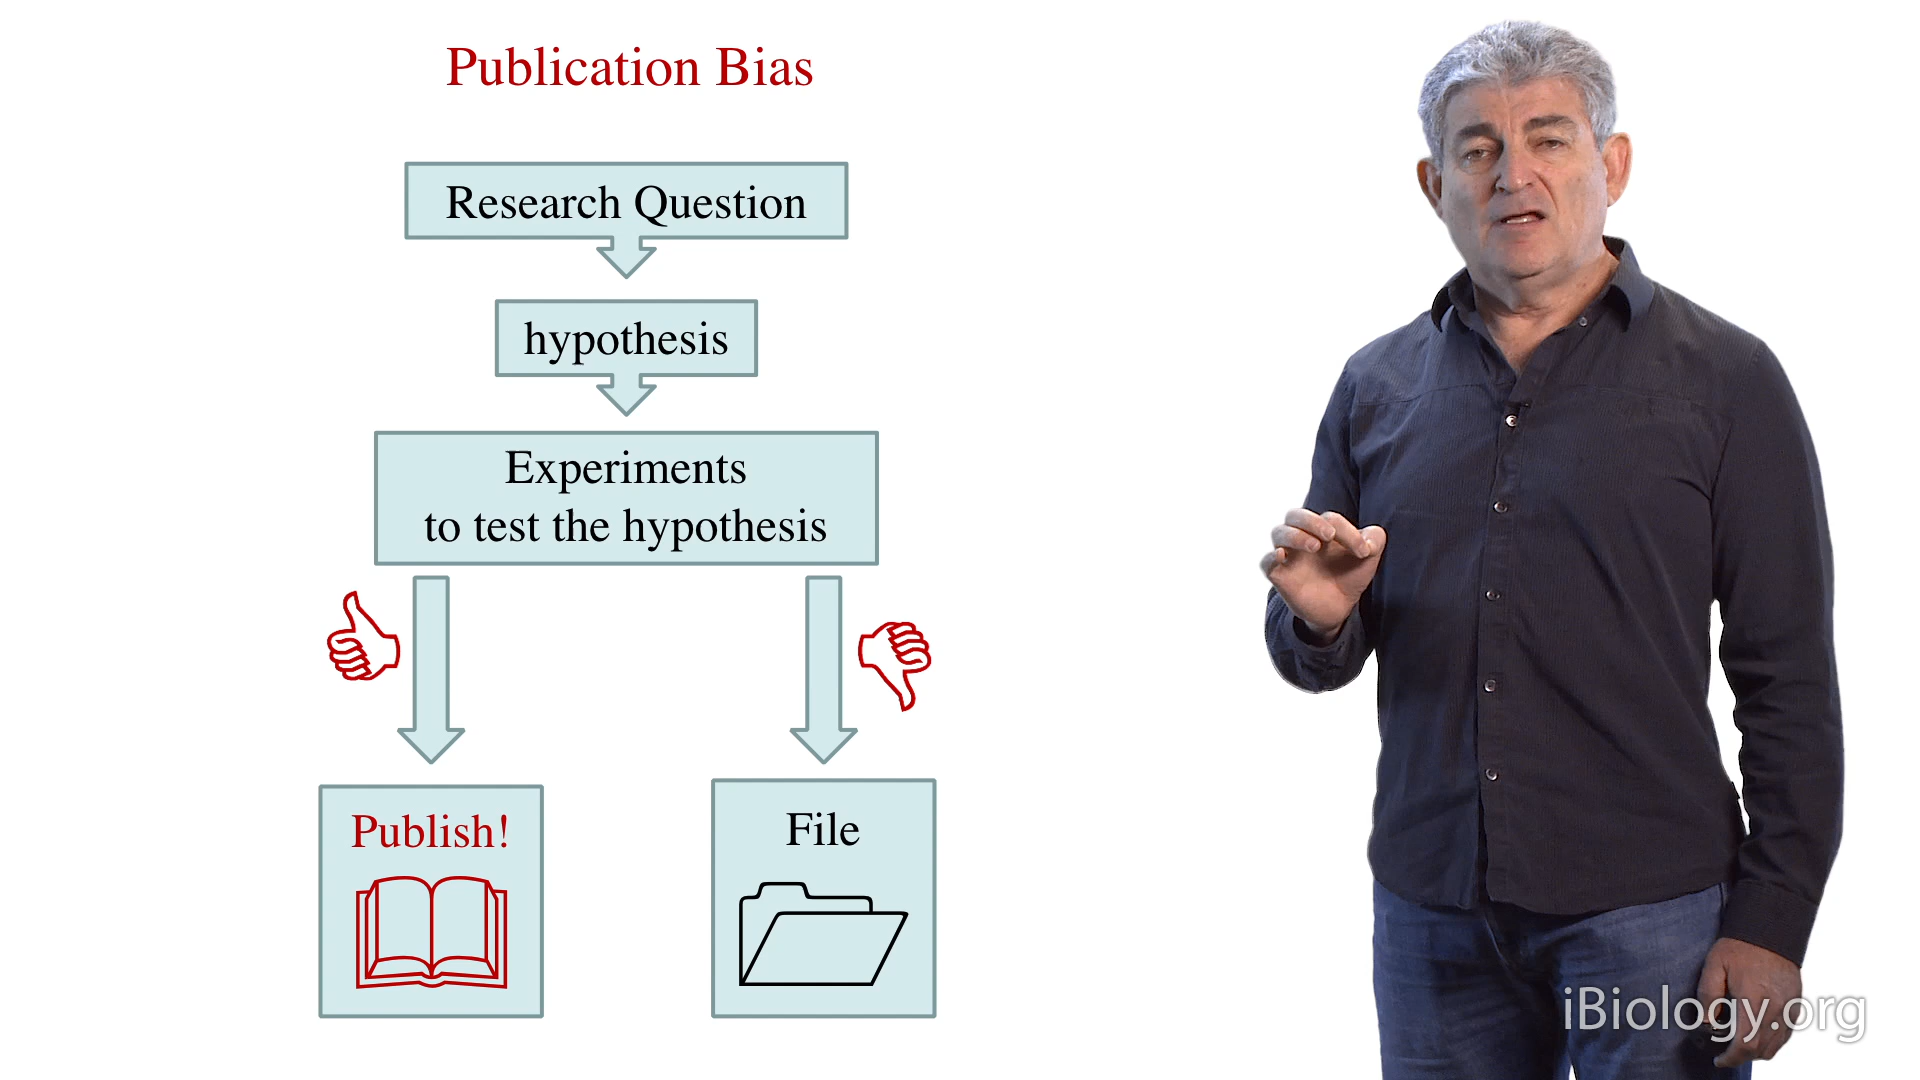 Publication Bias
Research Question
hypothesis
Experiments
to test the hypothesis
Publish!
File
iBiology.org